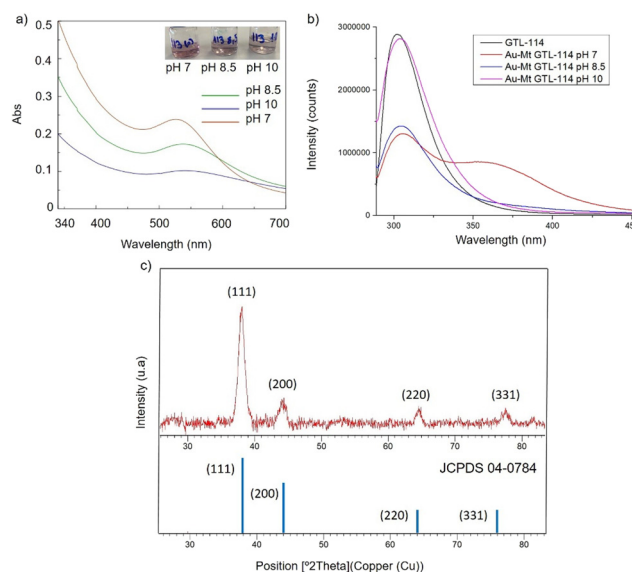 a)
0.5
0.4
0.3
0.2
0.1
0
Abs
340
400
500
600
700
Wavelength (nm)
pH 7 pH 8.5 pH 10
pH 8.5
pH 10
pH 7
b)
3000000
2000000
1000000
0
Intensity (counts)
300
350
400
450
Wavelength (nm)
GTL-114
Au-Mt GTL-114 pH 7
Au-Mt GTL-114 pH 8.5
Au-Mt GTL-114 pH 10
c)
Intensity (u.a)
(111)
(200)
(220)
(331)
30 40 50 60 70 80
JCPDS 04-0784
(111)
(200)
(220)
(331)
30 40 50 60 70 80
Position [º2Theta](Copper (Cu))